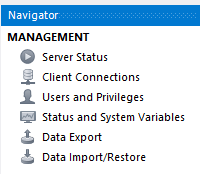 Navigator
MANAGEMENT
Server Status
Client Connections
Users and Privileges
Status and System Variables
Data Export
Data Import/Restore